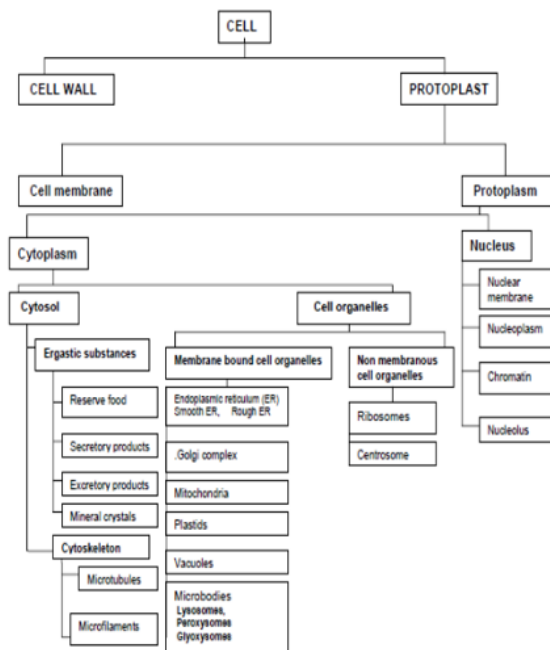 CELL
CELL WALL
PROTOPLAST
Cell membrane
Protoplasm
Cytoplasm
Nucleus
Nuclear
membrane
Nucleoplasm
Chromatin
Nucleolus
Cytosol
Cell organelles
Ergastic substances
Reserve food
Secretory products
Excretory products
Mineral crystals
Cytoskeleton
Microtubules
Microfilaments
Membrane bound cell organelles
Endoplasmic reticulum (ER)
Smooth ER, Rough ER
.Golgi complex
Mitochondria
Plastids
Vacuoles
Microbodies
Lysosomes,
Peroxysomes
Glyoxysomes
Non membranous
cell organelles
Ribosomes
Centrosome